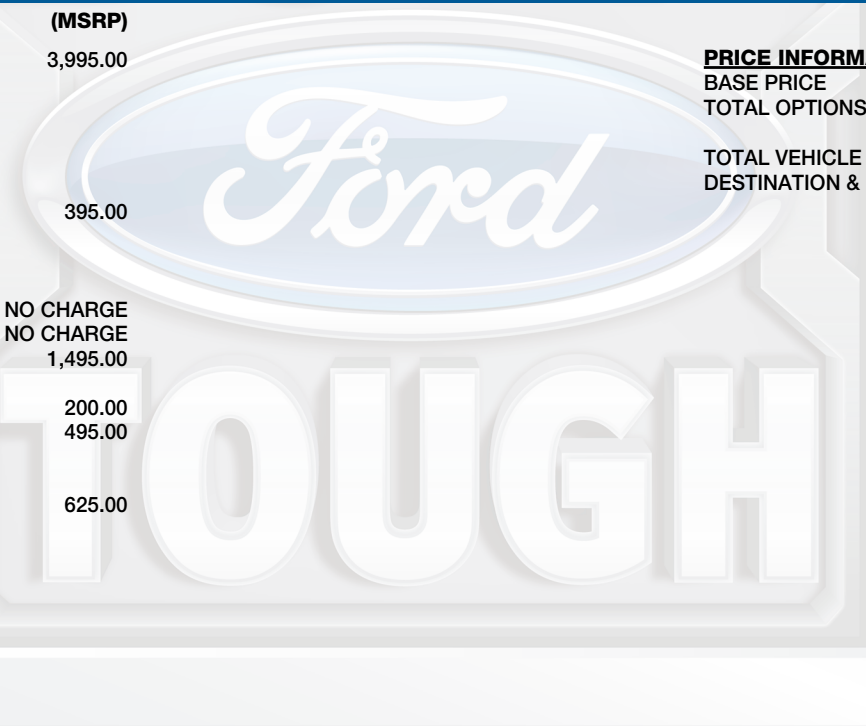 (MSRP)
3,995.00
395.00
NO CHARGE
NO CHARGE
1,495.00
200.00
495.00
625.00
PRICE INFORMA
BASE PRICE
TOTAL OPTIONS
TOTAL VEHICLE
DESTINATION &
Ford
TOUGH